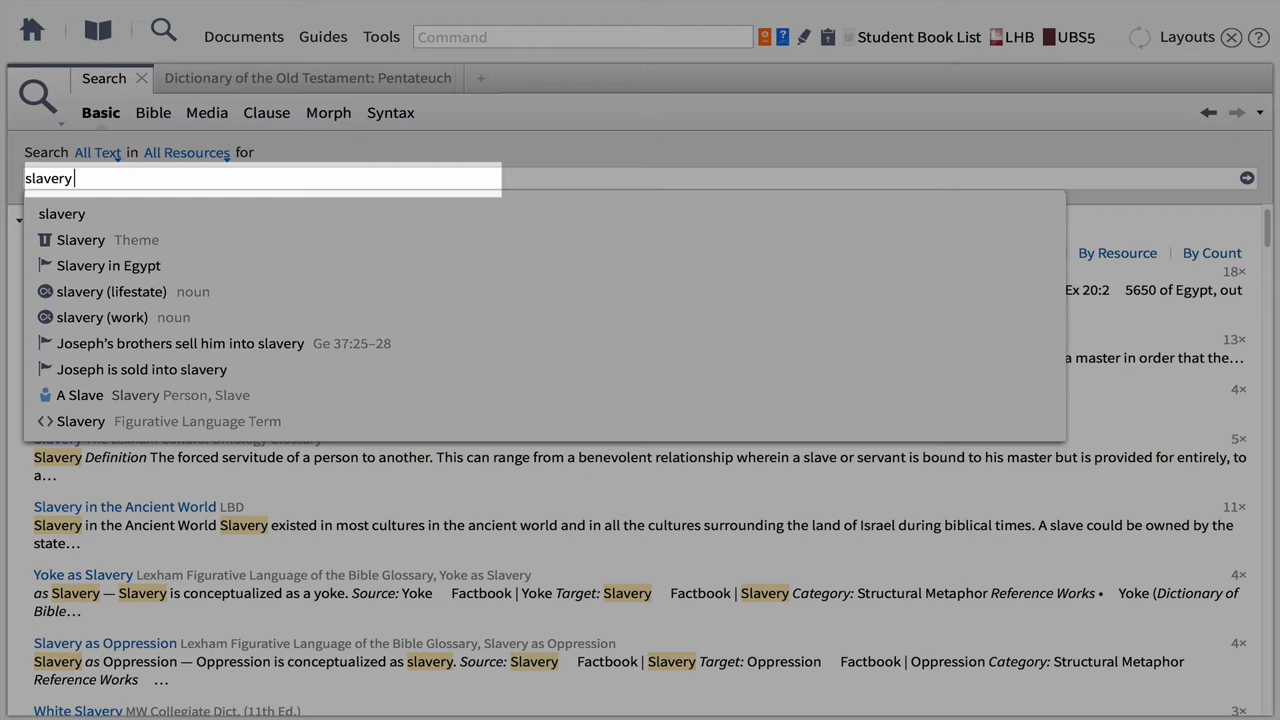 Documents Guides Tools Command Student Book List LHB UBS5 Layouts
Search Dictionary of the Old Testament: Pentateuch +
Basic Bible Media Clause Morph Syntax
Search All Text in All Resources for
slavery
slavery
Slavery Theme
By Resource By Count
Slavery in Egypt
18×
slavery (lifestate) noun
Ex 20:2 5650 of Egypt, out
slavery (work) noun
Joseph's brothers sell him into slavery Ge 37:25–28
13×
a master in order that the…
Joseph is sold into slavery
A Slave Slavery Person, Slave
4×
Slavery Figurative Language Term
Slavery The Lexham Cultural Ontology Glossary
5×
Slavery Definition The forced servitude of a person to another. This can range from a benevolent relationship wherein a slave or servant is bound to his master but is provided for entirely, to
a…
Slavery in the Ancient World LBD
11×
Slavery in the Ancient World Slavery existed in most cultures in the ancient world and in all the cultures surrounding the land of Israel during biblical times. A slave could be owned by the
state…
Yoke as Slavery Lexham Figurative Language of the Bible Glossary, Yoke as Slavery
4×
as Slavery — Slavery is conceptualized as a yoke. Source: Yoke Factbook | Yoke Target: Slavery Factbook | Slavery Category: Structural Metaphor Reference Works • Yoke (Dictionary of
Bible…
Slavery as Oppression Lexham Figurative Language of the Bible Glossary, Slavery as Oppression
4×
Slavery as Oppression — Oppression is conceptualized as slavery. Source: Slavery Factbook | Slavery Target: Oppression Factbook | Oppression Category: Structural Metaphor
Reference Works …
White Slavery MW Collegiate Dict. (11th Ed.)
3×